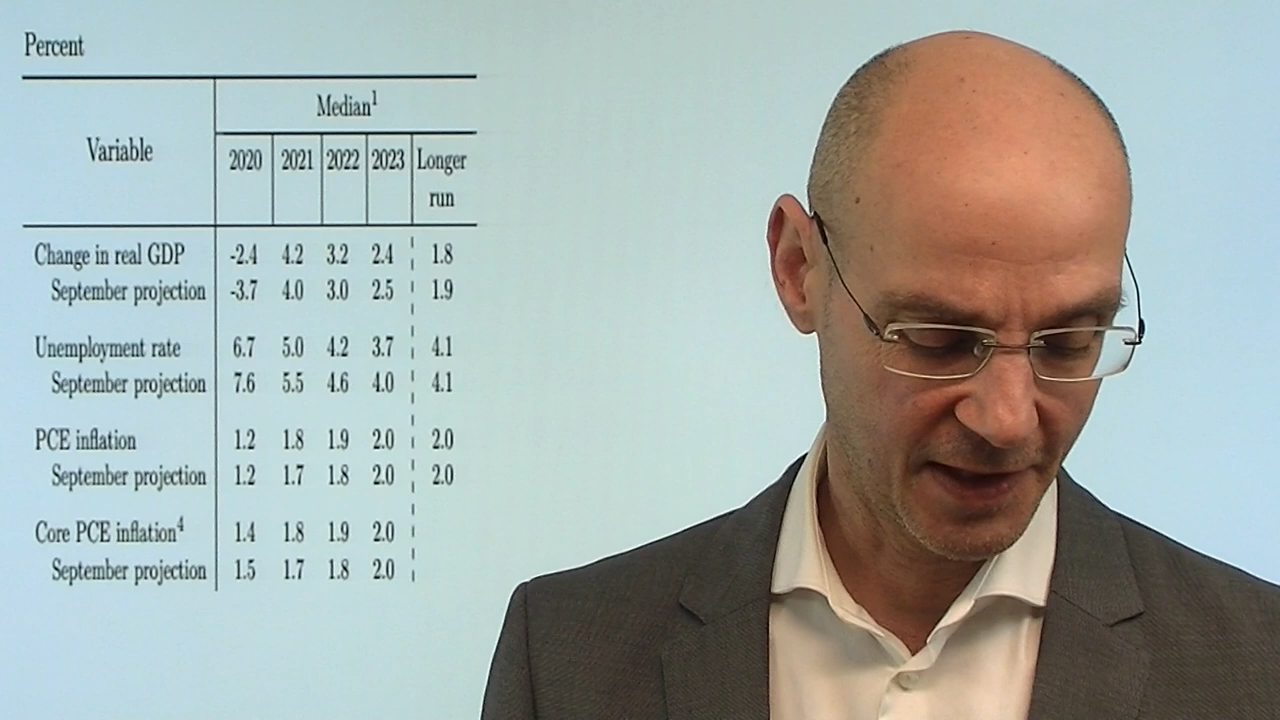 Percent
Variable
Median¹
2020 2021 2022 2023 Longer
run
Change in real GDP -2.4 4.2 3.2 2.4 1.8
September projection -3.7 4.0 3.0 2.5 1.9
Unemployment rate 6.7 5.0 4.2 3.7 4.1
September projection 7.6 5.5 4.6 4.0 4.1
PCE inflation 1.2 1.8 1.9 2.0 2.0
September projection 1.2 1.7 1.8 2.0 2.0
Core PCE inflation⁴ 1.4 1.8 1.9 2.0
September projection 1.5 1.7 1.8 2.0